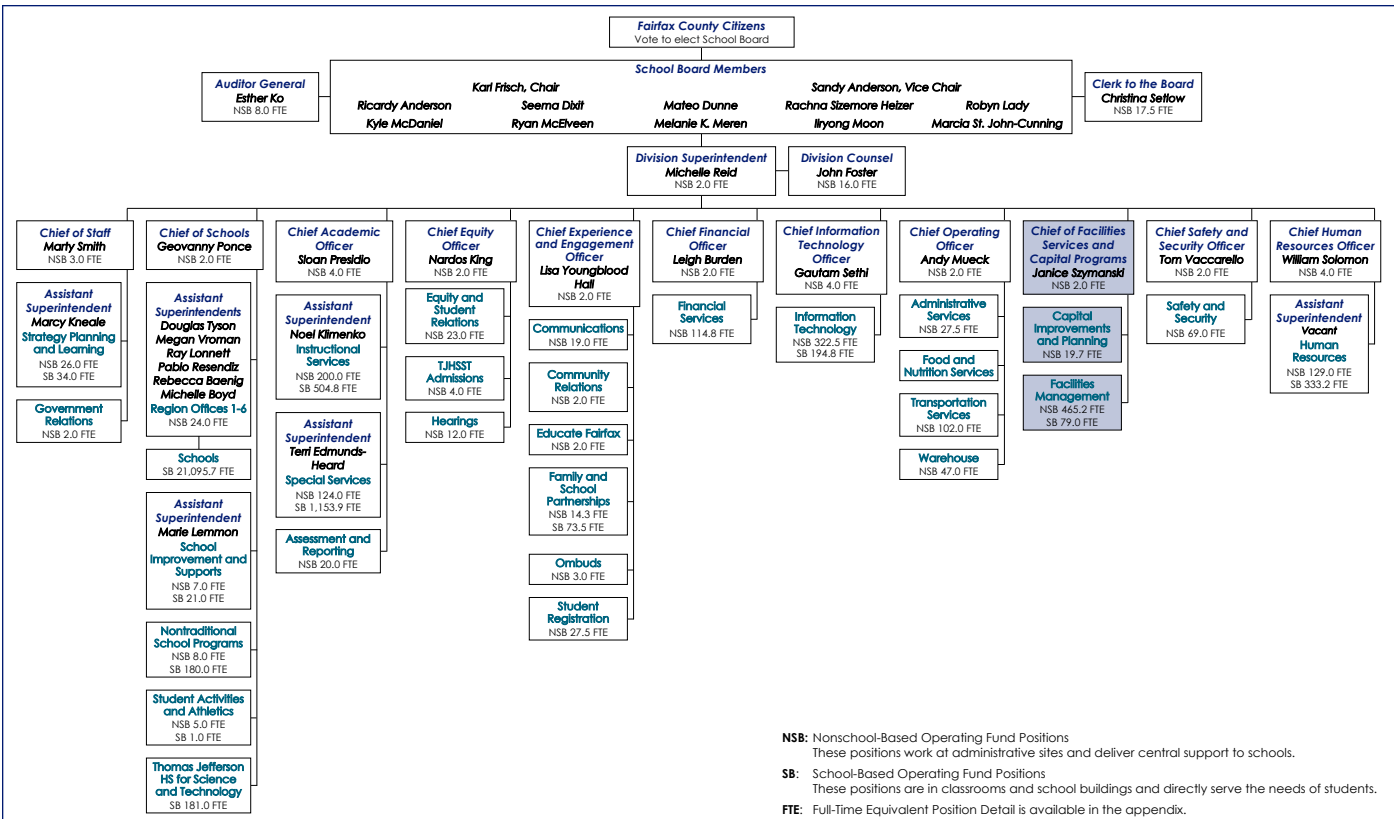 Fairfax County Citizens
Vote to elect School Board
Auditor General
Esther Ko
NSB 8.0 FTE
School Board Members
Karl Frisch, Chair
Sandy Anderson, Vice Chair
Ricardy Anderson
Seema Dixit
Mateo Dunne
Rachna Sizemore Heizer
Robyn Lady
Kyle McDaniel
Ryan McElveen
Melanie K. Meren
Ilryong Moon
Marcia St. John-Cunning
Clerk to the Board
Christina Setlow
NSB 17.5 FTE
Division Superintendent
Michelle Reid
NSB 2.0 FTE
Division Counsel
John Foster
NSB 16.0 FTE
Chief of Staff
Marty Smith
NSB 3.0 FTE
Assistant
Superintendent
Marcy Kneale
Strategy Planning
and Learning
NSB 26.0 FTE
SB 34.0 FTE
Government
Relations
NSB 2.0 FTE
Chief of Schools
Geovanny Ponce
NSB 2.0 FTE
Assistant
Superintendents
Douglas Tyson
Megan Vroman
Ray Lonnett
Pablo Resendiz
Rebecca Baenig
Michelle Boyd
Region Offices 1-6
NSB 24.0 FTE
Schools
SB 21,095.7 FTE
Assistant
Superintendent
Marie Lemmon
School
Improvement and
Supports
NSB 7.0 FTE
SB 21.0 FTE
Nontraditional
School Programs
NSB 8.0 FTE
SB 180.0 FTE
Student Activities
and Athletics
NSB 5.0 FTE
SB 1.0 FTE
Thomas Jefferson
HS for Science
and Technology
SB 181.0 FTE
Chief Academic
Officer
Sloan Presidio
NSB 4.0 FTE
Assistant
Superintendent
Noel Klimenko
Instructional
Services
NSB 200.0 FTE
SB 504.8 FTE
Assistant
Superintendent
Terri Edmunds-
Heard
Special Services
NSB 124.0 FTE
SB 1,153.9 FTE
Assessment and
Reporting
NSB 20.0 FTE
Chief Equity
Officer
Nardos King
NSB 2.0 FTE
Equity and
Student
Relations
NSB 23.0 FTE
TJHSST
Admissions
NSB 4.0 FTE
Hearings
NSB 12.0 FTE
Chief Experience
and Engagement
Officer
Lisa Youngblood
Hall
NSB 2.0 FTE
Communications
NSB 19.0 FTE
Community
Relations
NSB 2.0 FTE
Educate Fairfax
NSB 2.0 FTE
Family and
School
Partnerships
NSB 14.3 FTE
SB 73.5 FTE
Ombuds
NSB 3.0 FTE
Student
Registration
NSB 27.5 FTE
Chief Financial
Officer
Leigh Burden
NSB 2.0 FTE
Financial
Services
NSB 114.8 FTE
Chief Information
Technology
Officer
Gautam Sethi
NSB 4.0 FTE
Information
Technology
NSB 322.5 FTE
SB 194.8 FTE
Chief Operating
Officer
Andy Mueck
NSB 2.0 FTE
Administrative
Services
NSB 27.5 FTE
Food and
Nutrition Services
Transportation
Services
NSB 102.0 FTE
Warehouse
NSB 47.0 FTE
Chief of Facilities
Services and
Capital Programs
Janice Szymanski
NSB 2.0 FTE
Capital
Improvements
and Planning
NSB 19.7 FTE
Facilities
Management
NSB 465.2 FTE
SB 79.0 FTE
Chief Safety and
Security Officer
Tom Vaccarello
NSB 2.0 FTE
Safety and
Security
NSB 69.0 FTE
Chief Human
Resources Officer
William Solomon
NSB 4.0 FTE
Assistant
Superintendent
Vacant
Human
Resources
NSB 129.0 FTE
SB 333.2 FTE
NSB: Nonschool-Based Operating Fund Positions
These positions work at administrative sites and deliver central support to schools.
SB: School-Based Operating Fund Positions
These positions are in classrooms and school buildings and directly serve the needs of students.
FTE: Full-Time Equivalent Position Detail is available in the appendix.